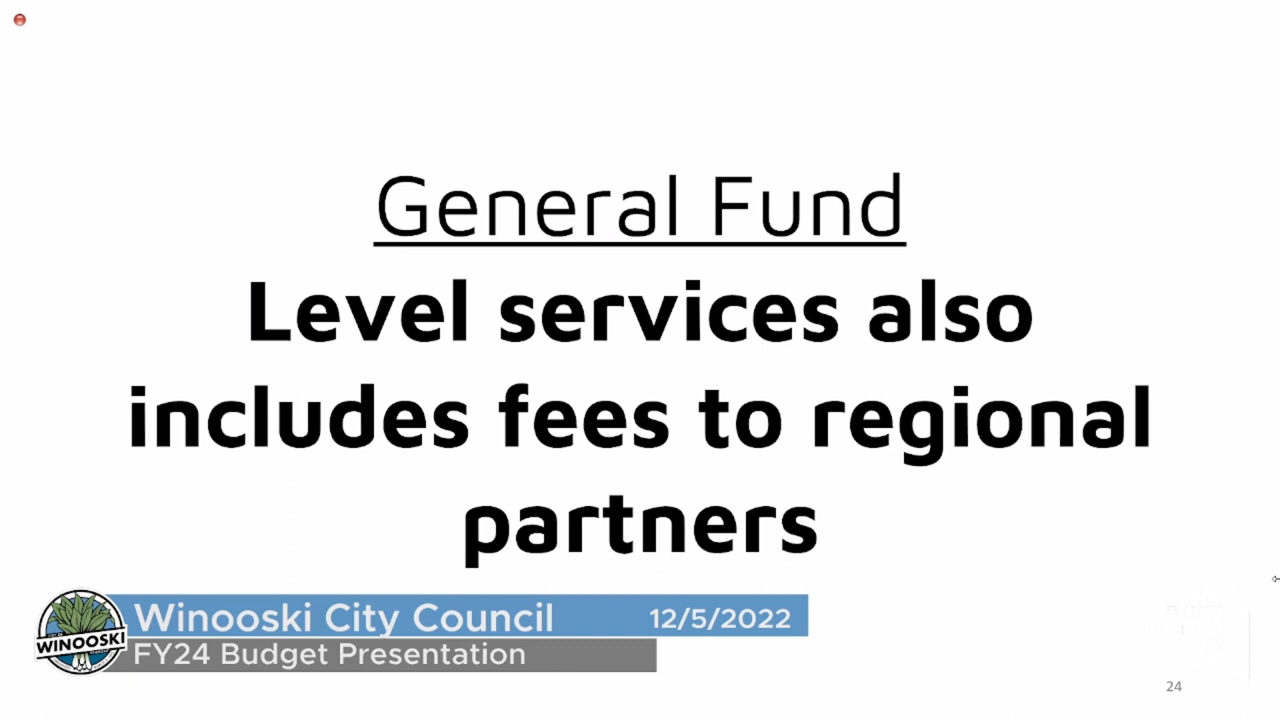 General Fund
Level services also
includes fees to regional
partners
Winooski City Council 12/5/2022
FY24 Budget Presentation
WINOOSKI
24